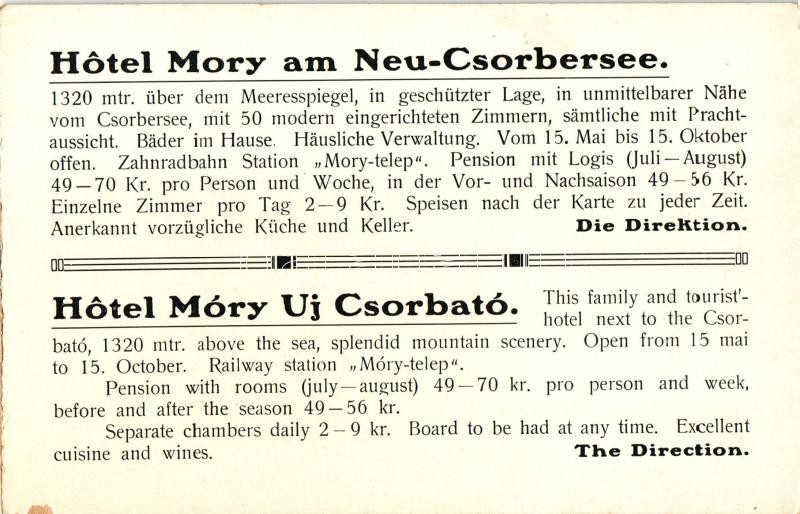 Hôtel Mory am Neu-Csorbersee.
1320 mtr. über dem Meeresspiegel, in geschützter Lage, in unmittelbarer Nähe
vom Csorbersee, mit 50 modern eingerichteten Zimmern, sämtliche mit Pracht-
aussicht. Bäder im Hause. Häusliche Verwaltung. Vom 15. Mai bis 15. Oktober
offen. Zahnradbahn Station „Mory-telep“. Pension mit Logis (Juli—August)
49—70 Kr. pro Person und Woche, in der Vor- und Nachsaison 49—56 Kr.
Einzelne Zimmer pro Tag 2—9 Kr. Speisen nach der Karte zu jeder Zeit.
Anerkannt vorzügliche Küche und Keller. Die Direktion.
Hôtel Móry Uj Csorbató.
This family and tourist'-
hotel next to the Csor-
bató, 1320 mtr. above the sea, splendid mountain scenery. Open from 15 mai
to 15. October. Railway station „Móry-telep“.
Pension with rooms (july—august) 49—70 kr. pro person and week,
before and after the season 49—56 kr.
Separate chambers daily 2—9 kr. Board to be had at any time. Excellent
cuisine and wines. The Direction.